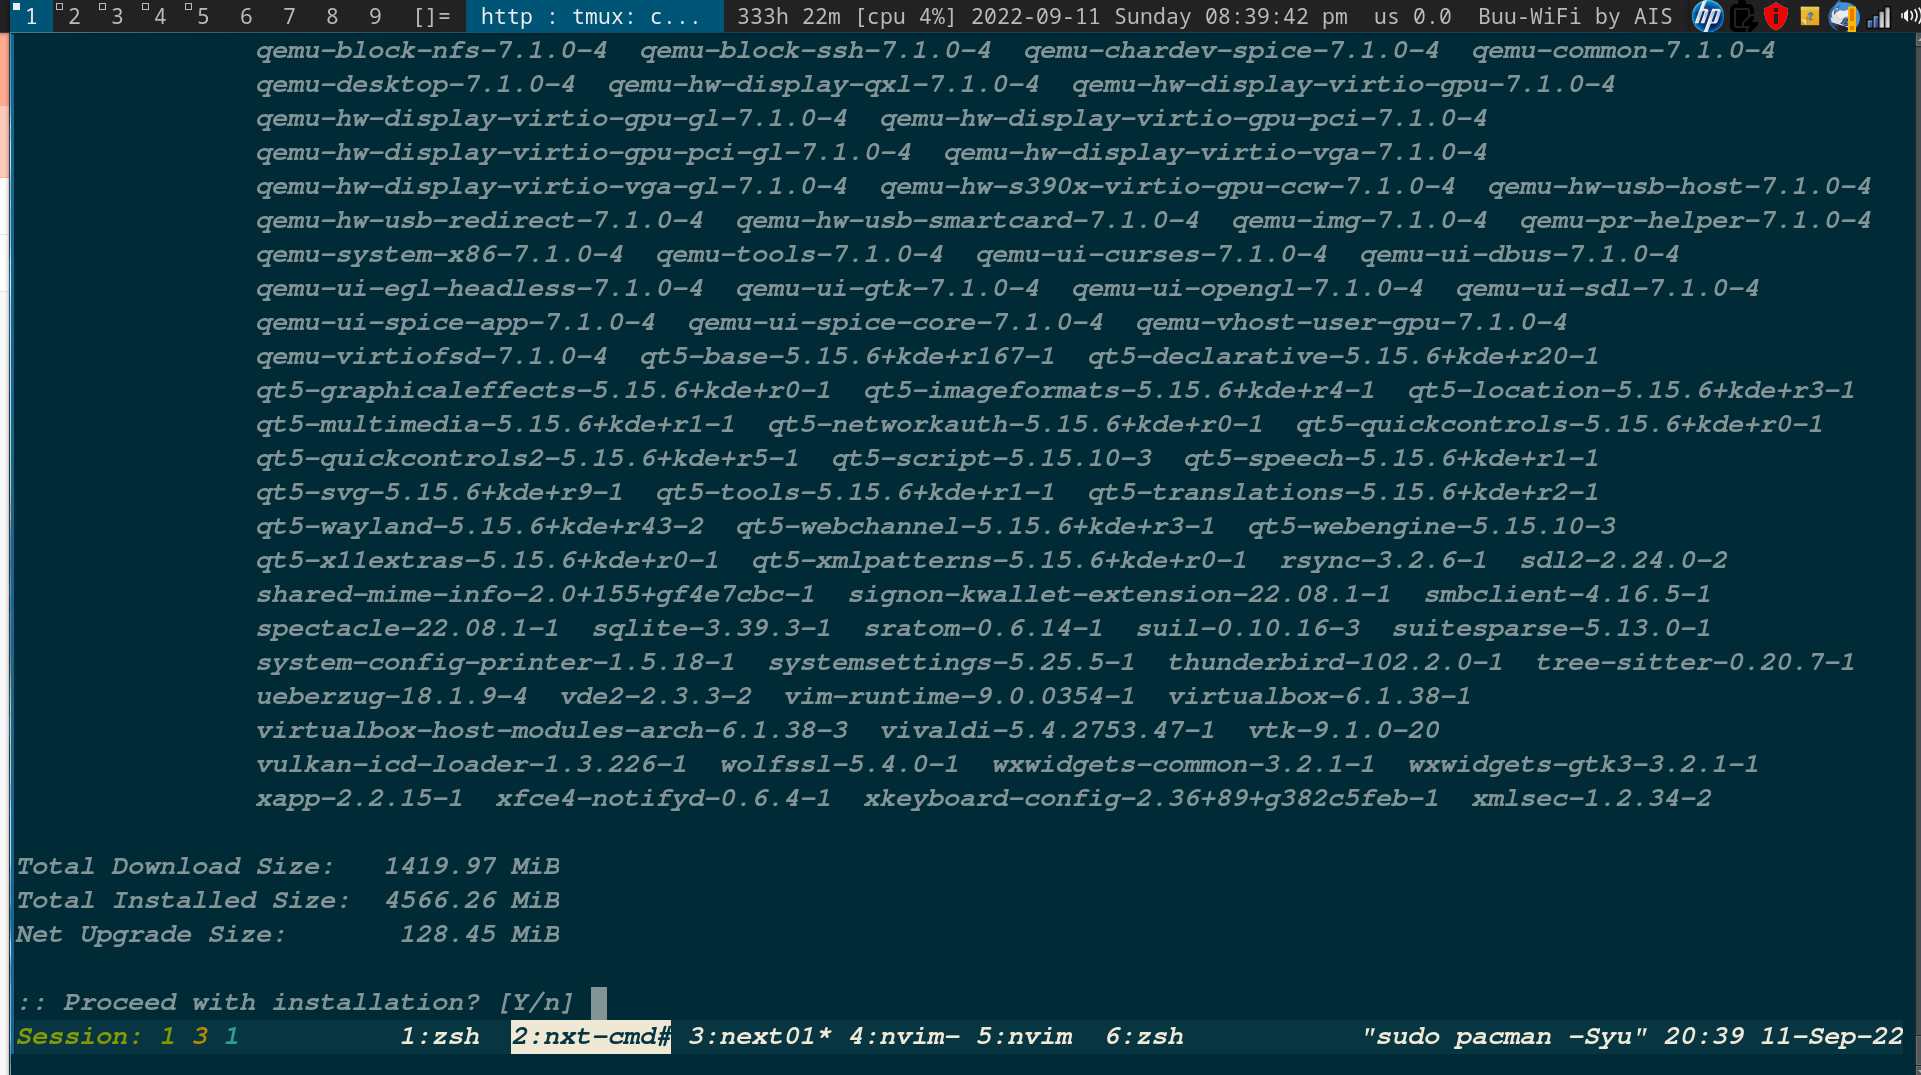 1 2 3 4 5 6 7 8 9 []= http : tmux: c... 333h 22m [cpu 4%] 2022-09-11 Sunday 08:39:42 pm us 0.0 Buu-WiFi by AIS hp
qemu-block-nfs-7.1.0-4 qemu-block-ssh-7.1.0-4 qemu-chardev-spice-7.1.0-4 qemu-common-7.1.0-4
qemu-desktop-7.1.0-4 qemu-hw-display-qxl-7.1.0-4 qemu-hw-display-virtio-gpu-7.1.0-4
qemu-hw-display-virtio-gpu-gl-7.1.0-4 qemu-hw-display-virtio-gpu-pci-7.1.0-4
qemu-hw-display-virtio-gpu-pci-gl-7.1.0-4 qemu-hw-display-virtio-vga-7.1.0-4
qemu-hw-display-virtio-vga-gl-7.1.0-4 qemu-hw-s390x-virtio-gpu-ccw-7.1.0-4 qemu-hw-usb-host-7.1.0-4
qemu-hw-usb-redirect-7.1.0-4 qemu-hw-usb-smartcard-7.1.0-4 qemu-img-7.1.0-4 qemu-pr-helper-7.1.0-4
qemu-system-x86-7.1.0-4 qemu-tools-7.1.0-4 qemu-ui-curses-7.1.0-4 qemu-ui-dbus-7.1.0-4
qemu-ui-egl-headless-7.1.0-4 qemu-ui-gtk-7.1.0-4 qemu-ui-opengl-7.1.0-4 qemu-ui-sdl-7.1.0-4
qemu-ui-spice-app-7.1.0-4 qemu-ui-spice-core-7.1.0-4 qemu-vhost-user-gpu-7.1.0-4
qemu-virtiofsd-7.1.0-4 qt5-base-5.15.6+kde+r167-1 qt5-declarative-5.15.6+kde+r20-1
qt5-graphicaleffects-5.15.6+kde+r0-1 qt5-imageformats-5.15.6+kde+r4-1 qt5-location-5.15.6+kde+r3-1
qt5-multimedia-5.15.6+kde+r1-1 qt5-networkauth-5.15.6+kde+r0-1 qt5-quickcontrols-5.15.6+kde+r0-1
qt5-quickcontrols2-5.15.6+kde+r5-1 qt5-script-5.15.10-3 qt5-speech-5.15.6+kde+r1-1
qt5-svg-5.15.6+kde+r9-1 qt5-tools-5.15.6+kde+r1-1 qt5-translations-5.15.6+kde+r2-1
qt5-wayland-5.15.6+kde+r43-2 qt5-webchannel-5.15.6+kde+r3-1 qt5-webengine-5.15.10-3
qt5-x11extras-5.15.6+kde+r0-1 qt5-xmlpatterns-5.15.6+kde+r0-1 rsync-3.2.6-1 sdl2-2.24.0-2
shared-mime-info-2.0+155+gf4e7cbc-1 signon-kwallet-extension-22.08.1-1 smbclient-4.16.5-1
spectacle-22.08.1-1 sqlite-3.39.3-1 sratom-0.6.14-1 suil-0.10.16-3 suitesparse-5.13.0-1
system-config-printer-1.5.18-1 systemsettings-5.25.5-1 thunderbird-102.2.0-1 tree-sitter-0.20.7-1
ueberzug-18.1.9-4 vde2-2.3.3-2 vim-runtime-9.0.0354-1 virtualbox-6.1.38-1
virtualbox-host-modules-arch-6.1.38-3 vivaldi-5.4.2753.47-1 vtk-9.1.0-20
vulkan-icd-loader-1.3.226-1 wolfssl-5.4.0-1 wxwidgets-common-3.2.1-1 wxwidgets-gtk3-3.2.1-1
xapp-2.2.15-1 xfce4-notifyd-0.6.4-1 xkeyboard-config-2.36+89+g382c5feb-1 xmlsec-1.2.34-2
Total Download Size: 1419.97 MiB
Total Installed Size: 4566.26 MiB
Net Upgrade Size: 128.45 MiB
:: Proceed with installation? [Y/n]
Session: 1 3 1 1:zsh 2:nxt-cmd# 3:next01* 4:nvim- 5:nvim 6:zsh "sudo pacman -Syu" 20:39 11-Sep-22